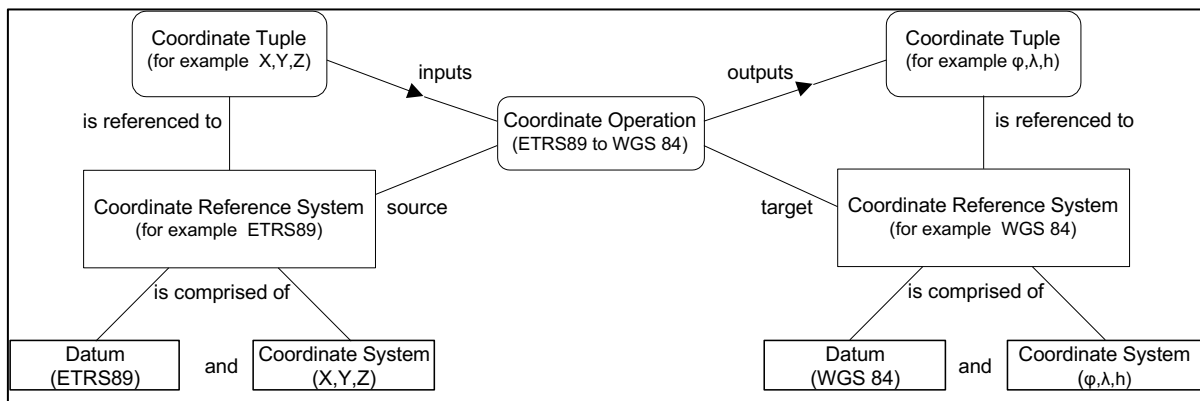 Coordinate Tuple
(for example X,Y,Z)
Coordinate Tuple
(for example φ,λ,h)
inputs
outputs
is referenced to
Coordinate Operation
(ETRS89 to WGS 84)
is referenced to
Coordinate Reference System
(for example ETRS89)
source
target
Coordinate Reference System
(for example WGS 84)
is comprised of
is comprised of
Datum
(ETRS89)
and
Coordinate System
(X,Y,Z)
Datum
(WGS 84)
and
Coordinate System
(φ,λ,h)